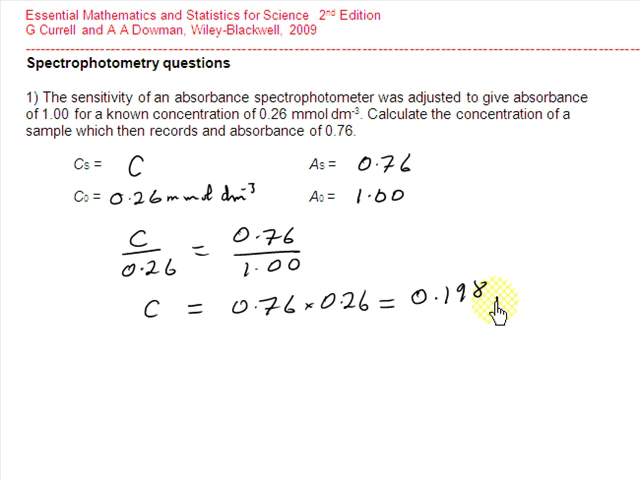 Essential Mathematics and Statistics for Science 2nd Edition
G Currell and A A Dowman, Wiley-Blackwell, 2009
Spectrophotometry questions
1) The sensitivity of an absorbance spectrophotometer was adjusted to give absorbance
of 1.00 for a known concentration of 0.26 mmol dm-3. Calculate the concentration of a
sample which then records and absorbance of 0.76.
Cs = C As = 0.76
C0 = 0.26 mmol dm-3 A0 = 1.00
C/0.26 = 0.76/1.00
C = 0.76 × 0.26 = 0.198